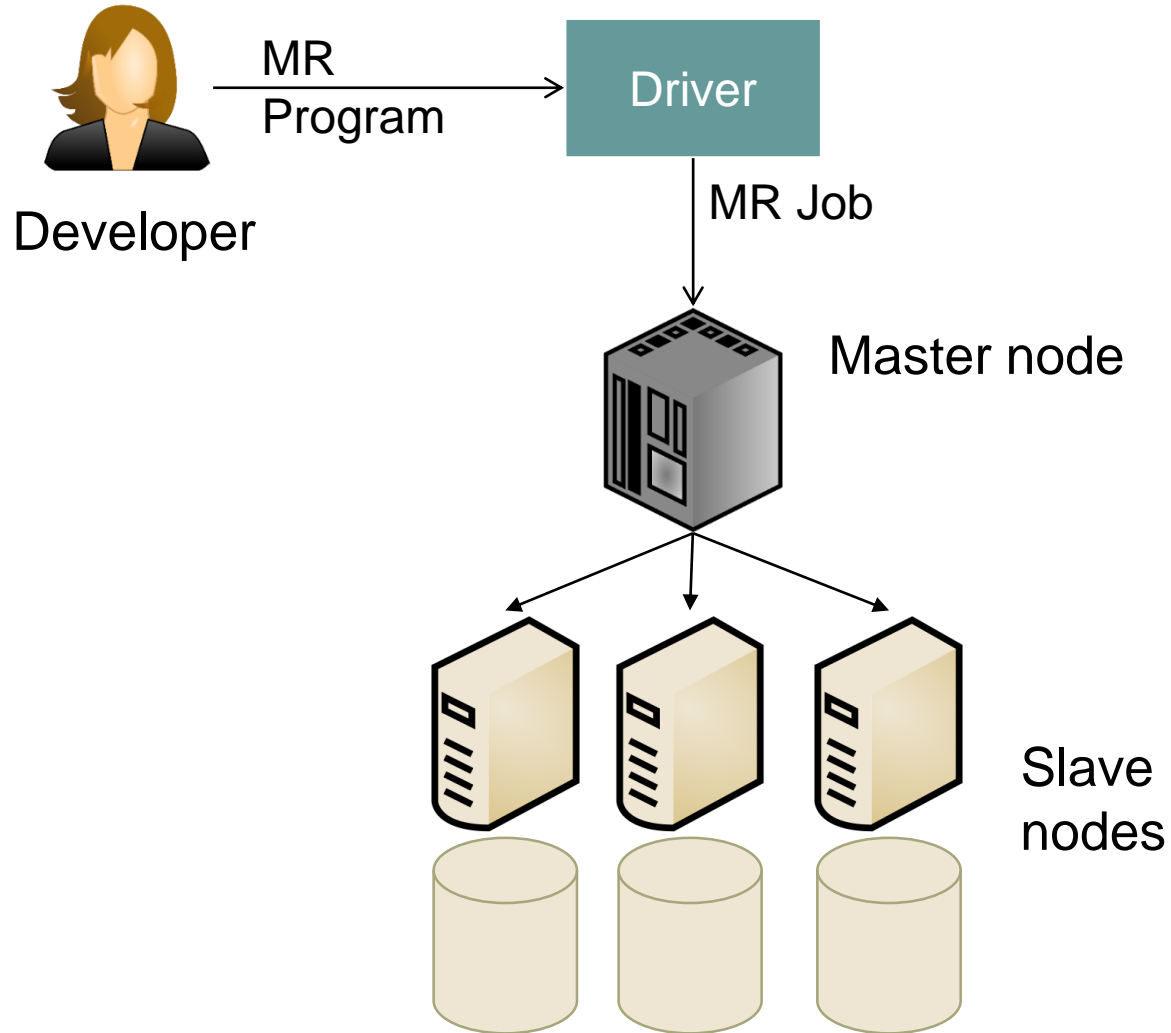 MR
Program
Driver
Developer
MR Job
Master node
Slave
nodes